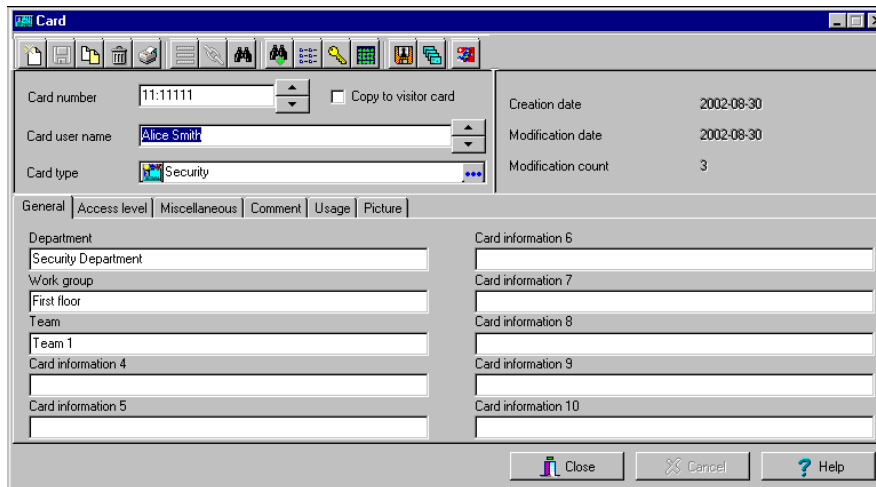 Card
Card number 11:11111 Copy to visitor card
Creation date 2002-08-30
Card user name Alice Smith
Modification date 2002-08-30
Card type Security
Modification count 3
General Access level Miscellaneous Comment Usage Picture
Department
Security Department
Work group
First floor
Team
Team 1
Card information 4
Card information 5
Card information 6
Card information 7
Card information 8
Card information 9
Card information 10
Close Cancel Help